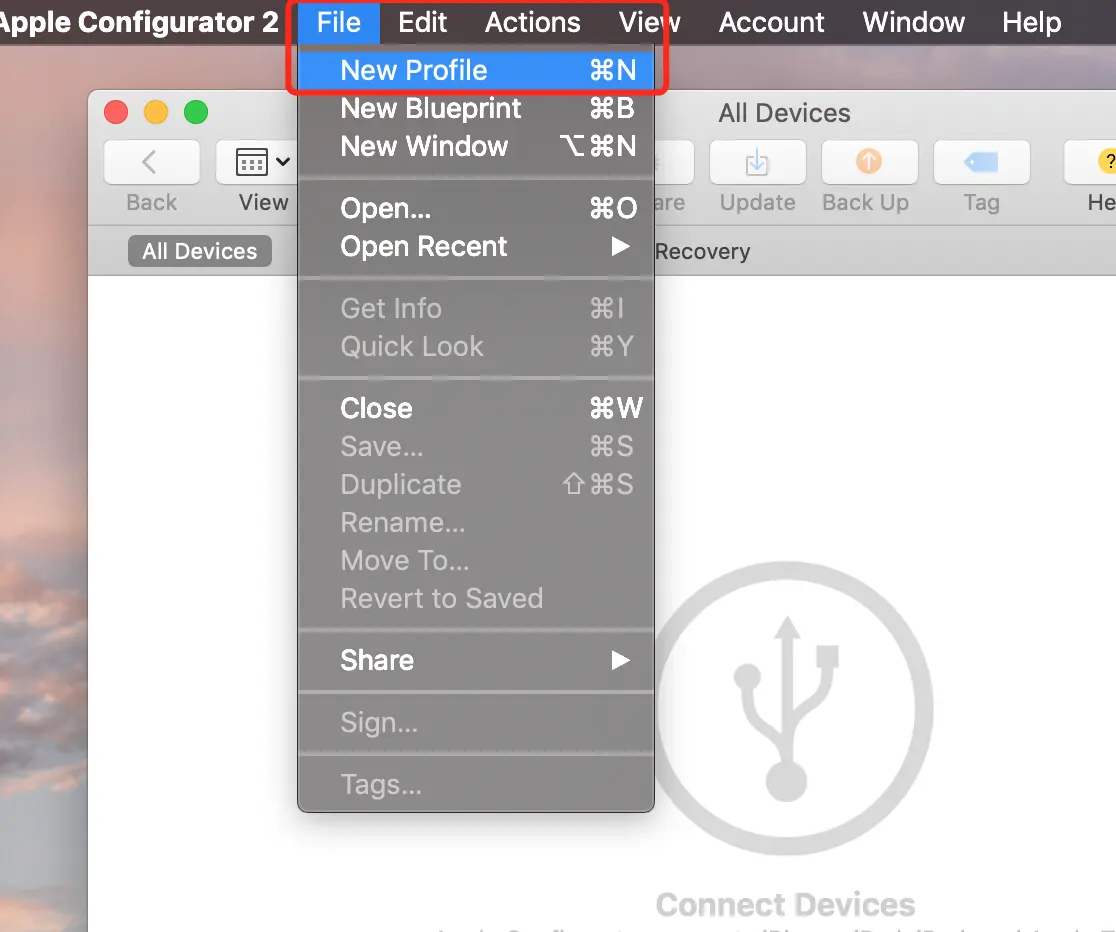 Apple Configurator 2 File Edit Actions View Account Window Help
New Profile ⌘N
New Blueprint ⌘B
New Window ⌥⌘N
Open... ⌘O
Open Recent ▶
Get Info ⌘I
Quick Look ⌘Y
Close ⌘W
Save... ⌘S
Duplicate ⇧⌘S
Rename...
Move To...
Revert to Saved
Share ▶
Sign...
Tags...
All Devices
Back View Update Back Up Tag
?
All Devices Recovery
Connect Devices